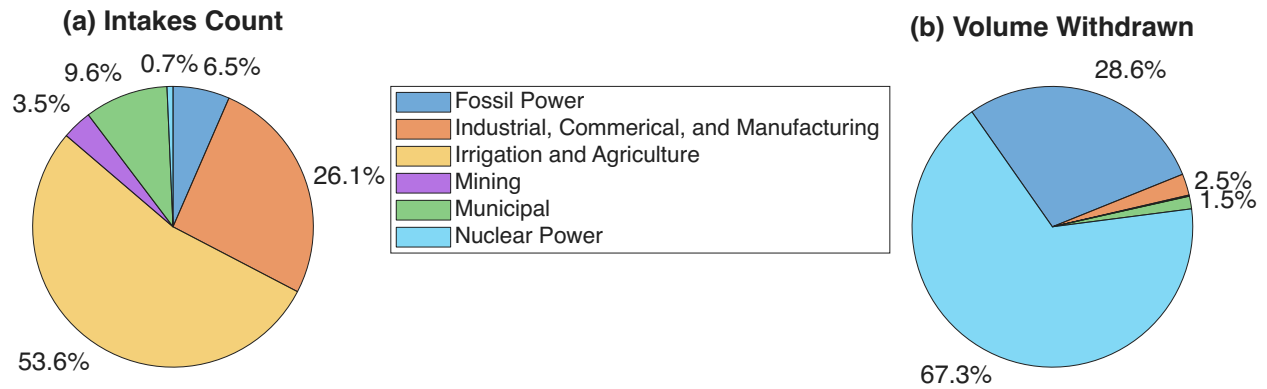 (a) Intakes Count
0.7%
6.5%
9.6%
3.5%
26.1%
53.6%
Fossil Power
Industrial, Commerical, and Manufacturing
Irrigation and Agriculture
Mining
Municipal
Nuclear Power
(b) Volume Withdrawn
28.6%
2.5%
1.5%
67.3%